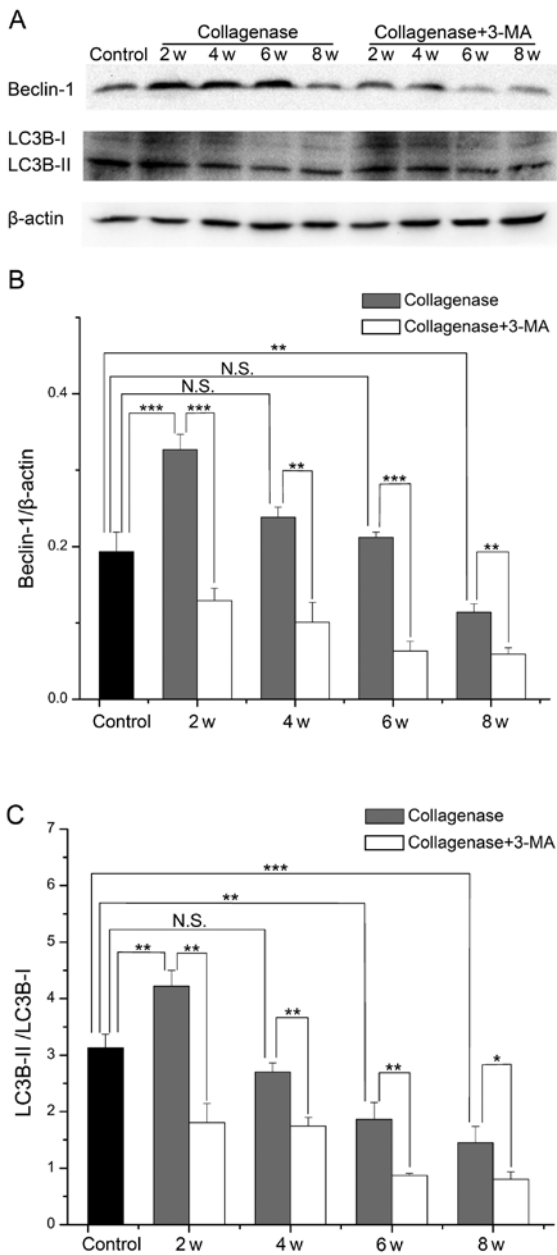 A
Collagenase
Collagenase+3-MA
Control 2 w 4 w 6 w 8 w 2 w 4 w 6 w 8 w
Beclin-1
LC3B-I
LC3B-II
β-actin
B
Collagenase
Collagenase+3-MA
**
N.S.
N.S.
*** ***
**
***
**
0.4
0.2
0.0
Beclin-1/β-actin
Control 2 w 4 w 6 w 8 w
C
Collagenase
Collagenase+3-MA
***
**
N.S.
** **
**
**
*
7
6
5
4
3
2
1
0
LC3B-II /LC3B-I
Control 2 w 4 w 6 w 8 w